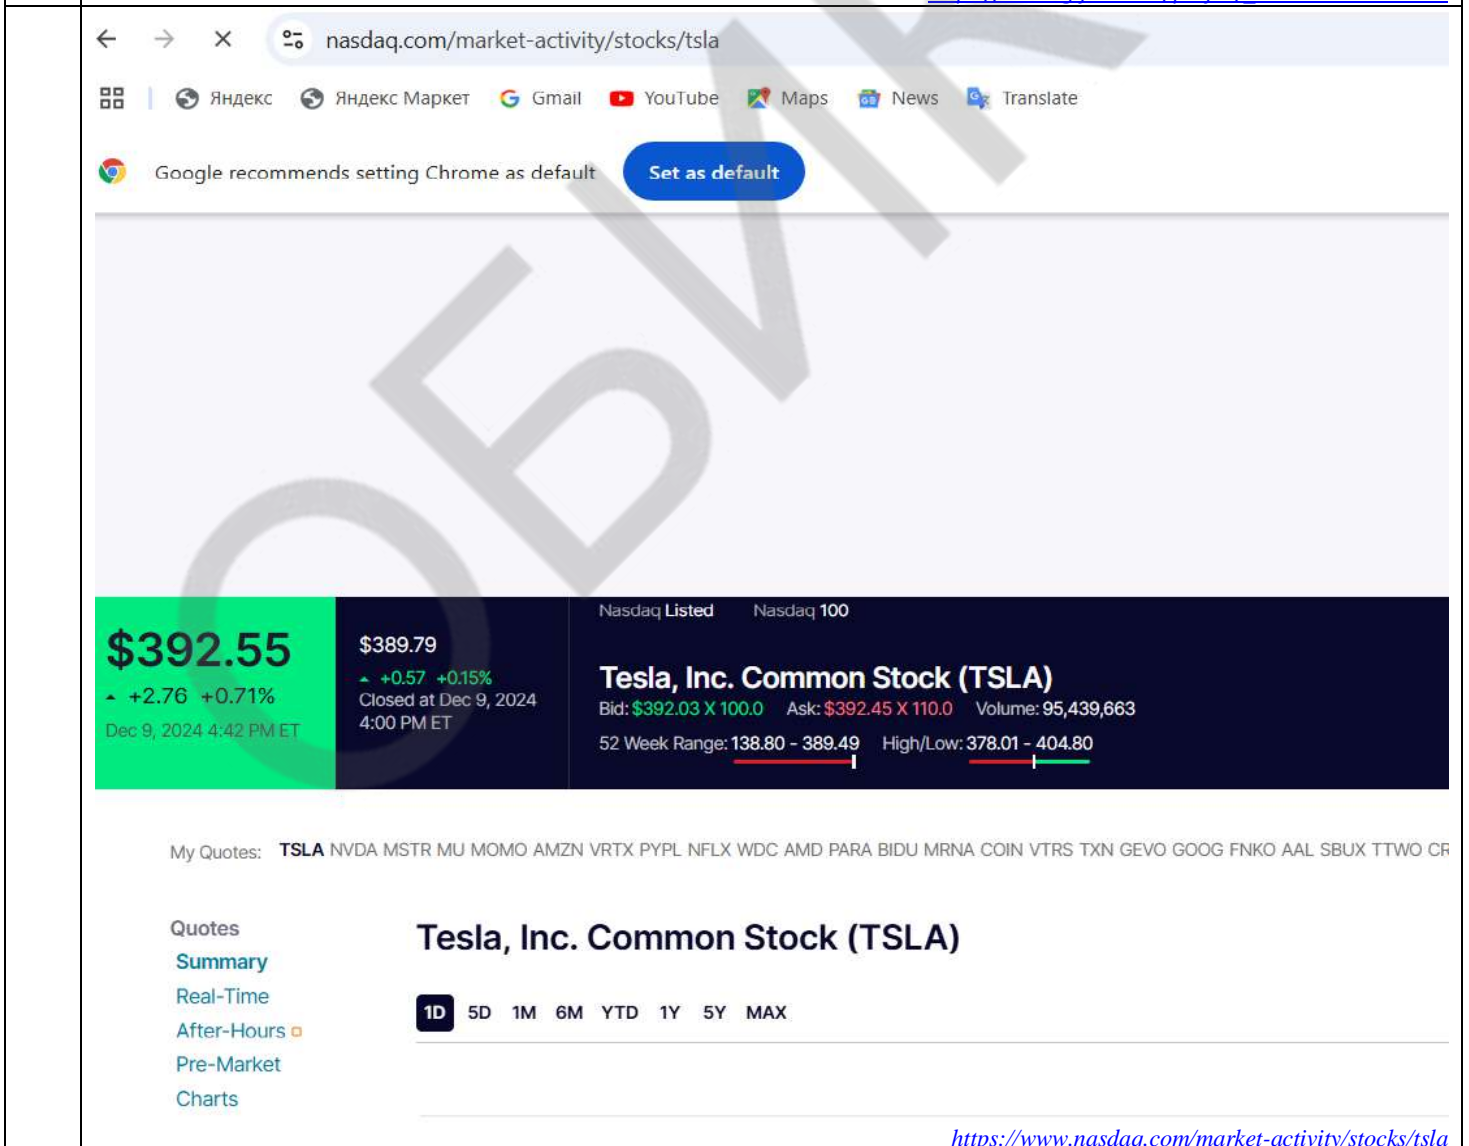 nasdaq.com/market-activity/stocks/tsla
Яндекс Яндекс Маркет Gmail YouTube Maps News Translate
Google recommends setting Chrome as default Set as default
Nasdaq Listed Nasdaq 100
$392.55
+2.76 +0.71%
Dec 9, 2024 4:42 PM ET
$389.79
+0.57 +0.15%
Closed at Dec 9, 2024
4:00 PM ET
Tesla, Inc. Common Stock (TSLA)
Bid: $392.03 X 100.0 Ask: $392.45 X 110.0 Volume: 95,439,663
52 Week Range: 138.80 - 389.49 High/Low: 378.01 - 404.80
My Quotes: TSLA NVDA MSTR MU MOMO AMZN VRTX PYPL NFLX WDC AMD PARA BIDU MRNA COIN VTRS TXN GEVO GOOG FNKO AAL SBUX TTWO CR
Quotes
Summary
Real-Time
After-Hours
Pre-Market
Charts
Tesla, Inc. Common Stock (TSLA)
1D 5D 1M 6M YTD 1Y 5Y MAX
https://www.nasdaq.com/market-activity/stocks/tsla
ОБИК